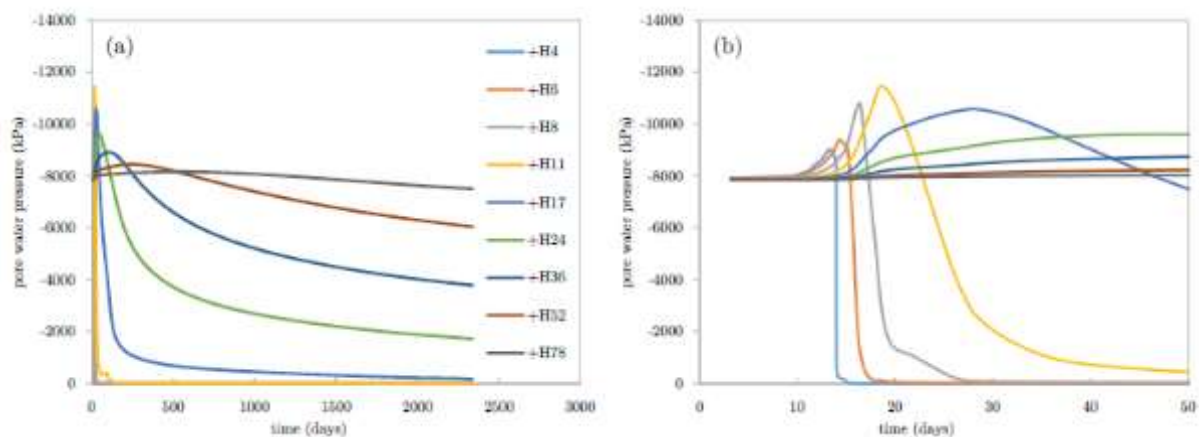 (a)
pore water pressure (kPa)
-14000
-12000
-10000
-8000
-6000
-4000
-2000
0
0 500 1000 1500 2000 2500 3000
time (days)
+H4
+H6
+H8
+H11
+H17
+H24
+H36
+H52
+H78
(b)
pore water pressure (kPa)
-14000
-12000
-10000
-8000
-6000
-4000
-2000
0
0 10 20 30 40 50
time (days)